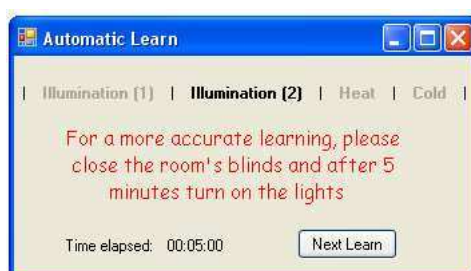 Automatic Learn
| Illumination (1) | Illumination (2) | Heat | Cold |
For a more accurate learning, please
close the room's blinds and after 5
minutes turn on the lights
Time elapsed: 00:05:00 Next Learn